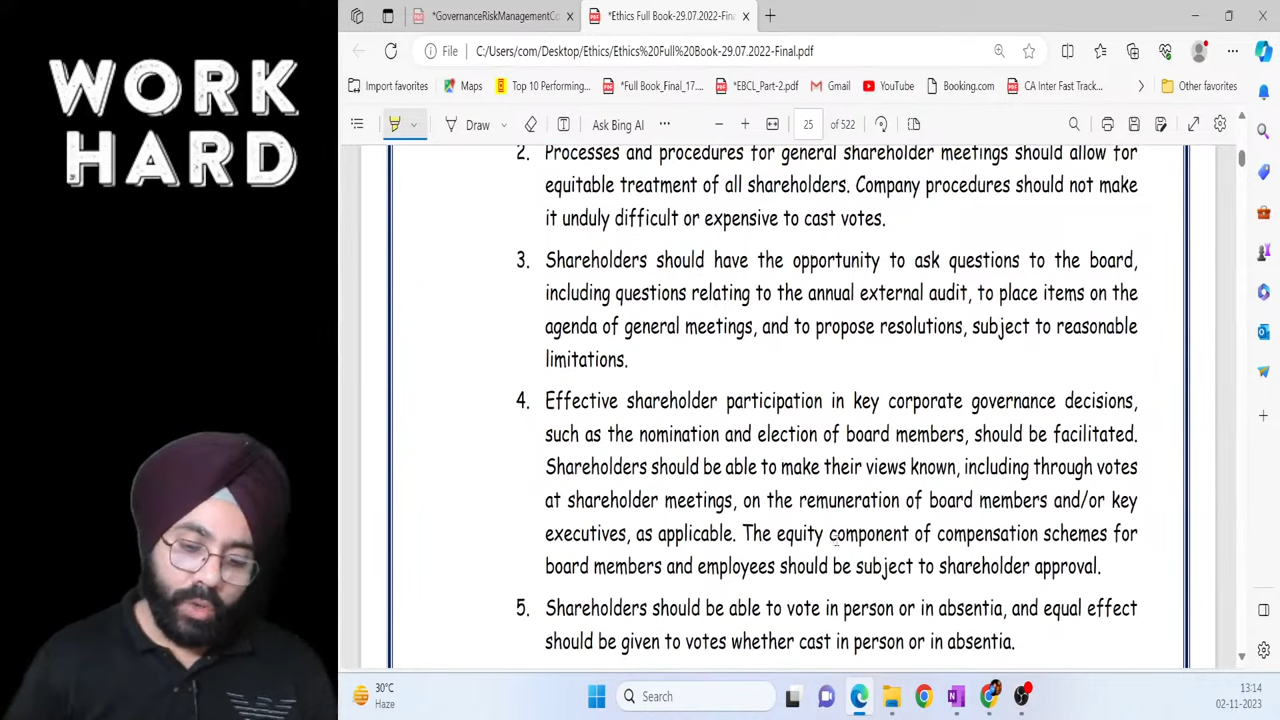 WORK
HARD
*GovernanceRiskManagementCo
*Ethics Full Book-29.07.2022-Fina
File
C:/Users/com/Desktop/Ethics/Ethics%20Full%20Book-29.07.2022-Final.pdf
Import favorites
Maps
Top 10 Performing...
*Full Book_Final_17....
*EBCL_Part-2.pdf
Gmail
YouTube
Booking.com
CA Inter Fast Track...
Other favorites
Draw
Ask Bing AI
25
of 522
2. Processes and procedures for general shareholder meetings should allow for
equitable treatment of all shareholders. Company procedures should not make
it unduly difficult or expensive to cast votes.
3. Shareholders should have the opportunity to ask questions to the board,
including questions relating to the annual external audit, to place items on the
agenda of general meetings, and to propose resolutions, subject to reasonable
limitations.
4. Effective shareholder participation in key corporate governance decisions,
such as the nomination and election of board members, should be facilitated.
Shareholders should be able to make their views known, including through votes
at shareholder meetings, on the remuneration of board members and/or key
executives, as applicable. The equity component of compensation schemes for
board members and employees should be subject to shareholder approval.
5. Shareholders should be able to vote in person or in absentia, and equal effect
should be given to votes whether cast in person or in absentia.
30°C
Haze
Search
13:14
02-11-2023